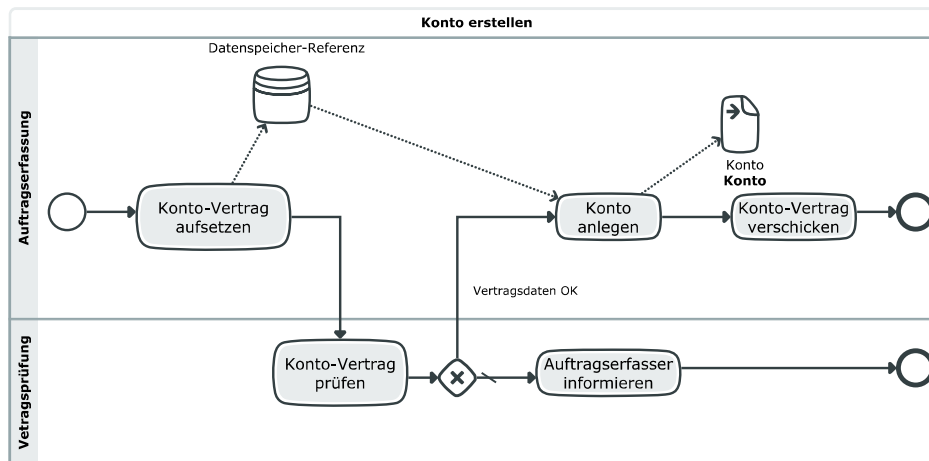 Konto erstellen
Auftragserfassung
Datenspeicher-Referenz
Konto
Konto
Konto-Vertrag
aufsetzen
Konto
anlegen
Konto-Vertrag
verschicken
Vertragsdaten OK
Vetragsprüfung
Konto-Vertrag
prüfen
Auftragserfasser
informieren